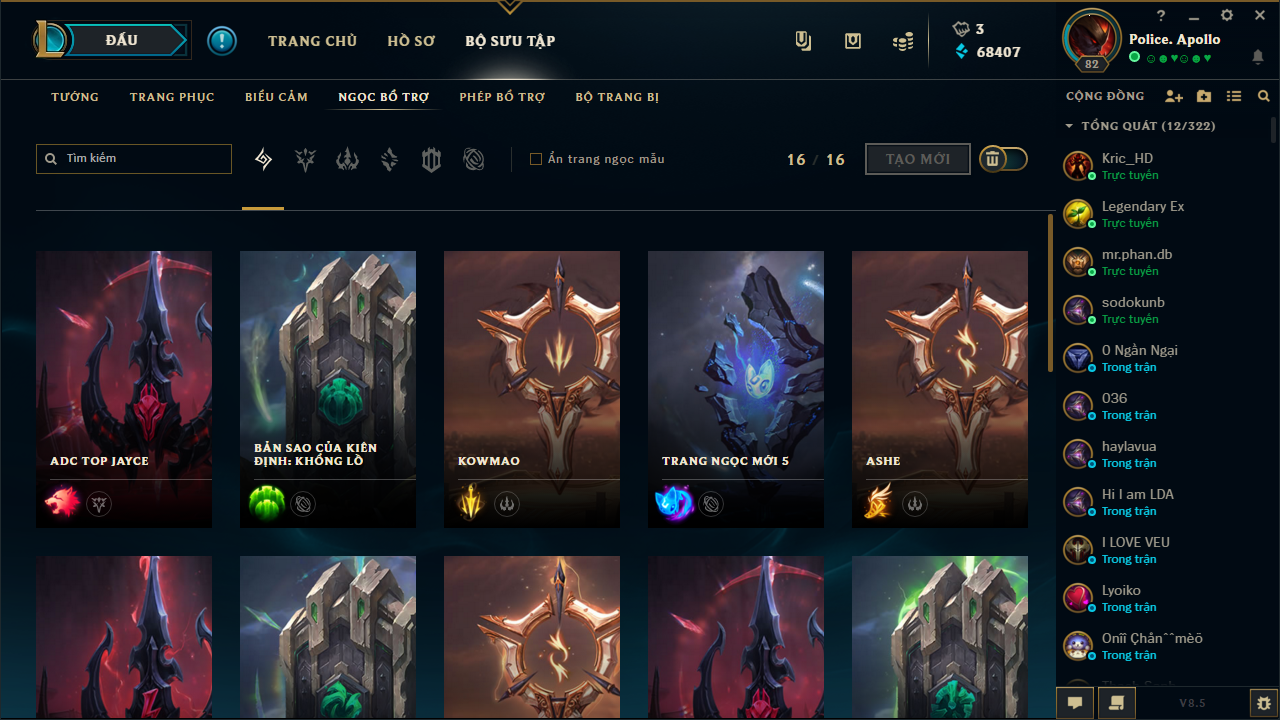 ĐẤU
!
TRANG CHỦ
HỒ SƠ
BỘ SƯU TẬP
3
68407
?
82
Police. Apollo
TƯỚNG
TRANG PHỤC
BIỂU CẢM
NGỌC BỔ TRỢ
PHÉP BỔ TRỢ
BỘ TRANG BỊ
Tìm kiếm
Ẩn trang ngọc mẫu
16 / 16
TẠO MỚI
ADC TOP JAYCE
BẢN SAO CỦA KIÊN
ĐỊNH: KHỔNG LỒ
KOWMAO
TRANG NGỌC MỚI 5
ASHE
CỘNG ĐỒNG
TỔNG QUÁT (12/322)
Kric_HD
Trực tuyến
Legendary Ex
Trực tuyến
mr.phan.db
Trực tuyến
sodokunb
Trực tuyến
0 Ngần Ngại
Trong trận
036
Trong trận
haylavua
Trong trận
Hi I am LDA
Trong trận
I LOVE VEU
Trong trận
Lyoiko
Trong trận
Onîî Çhảnˆˆmèö
Trong trận
V8.5